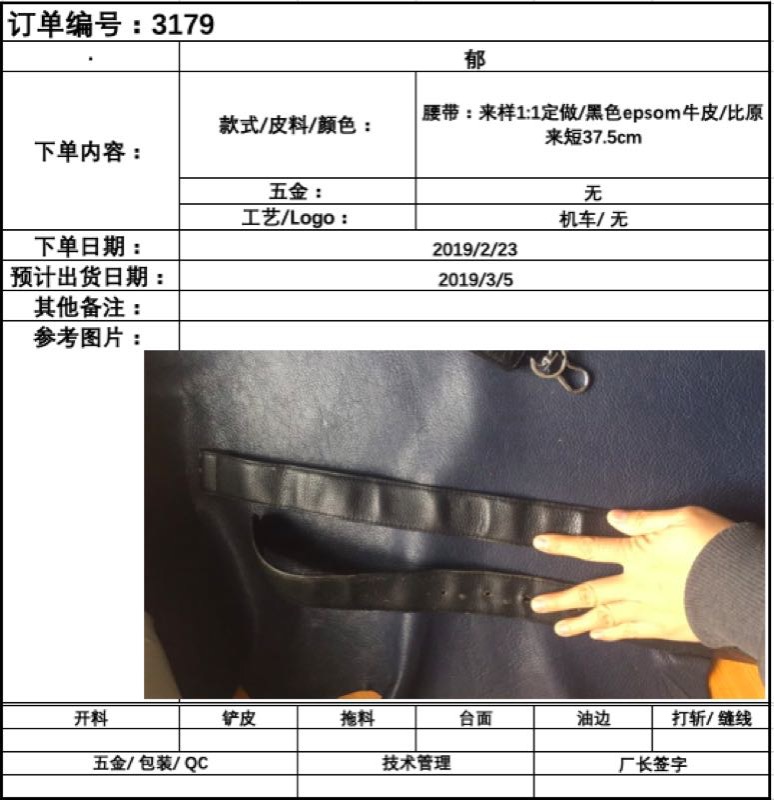 订单编号：3179
· 郁
下单内容：
款式/皮料/颜色：
腰带：来样1:1定做/黑色epsom牛皮/比原
来短37.5cm
五金： 无
工艺/Logo： 机车/ 无
下单日期： 2019/2/23
预计出货日期： 2019/3/5
其他备注：
参考图片：
开料 铲皮 拖料 台面 油边 打斩/ 缝线
五金/ 包装/ QC 技术管理 厂长签字